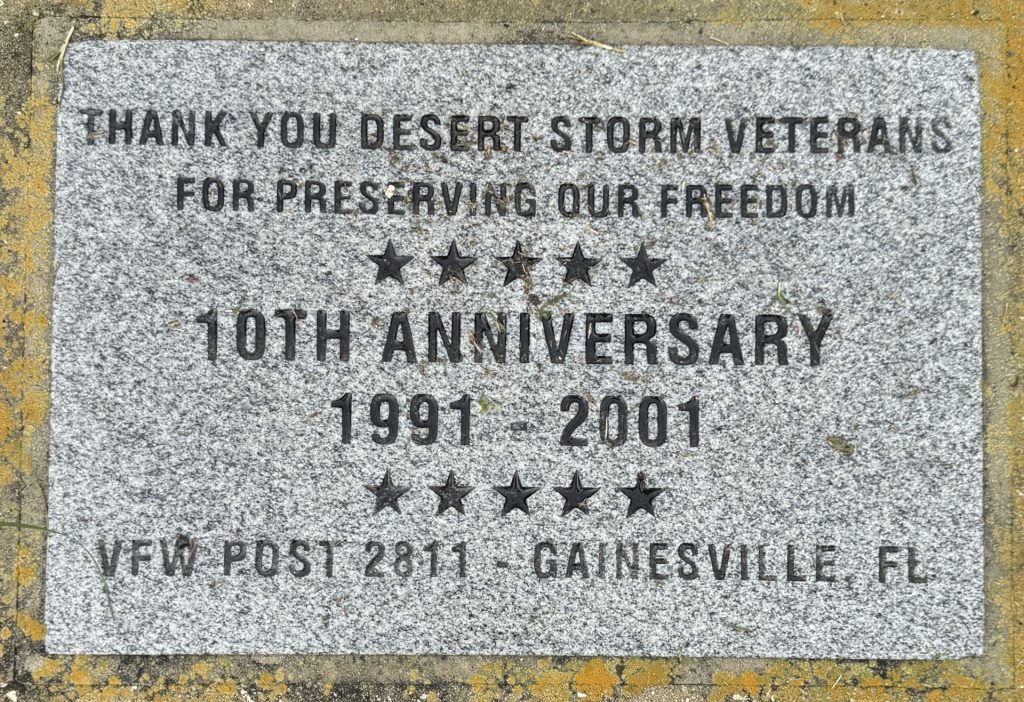 THANK YOU DESERT STORM VETERANS
FOR PRESERVING OUR FREEDOM
★★★★★
10TH ANNIVERSARY
1991 - 2001
★★★★★
VFW POST 2811 - GAINESVILLE, FL